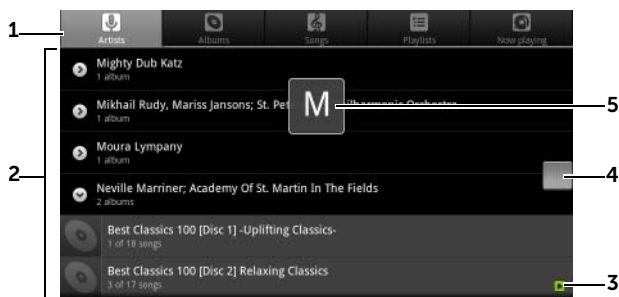 1
Artists
Albums
Songs
Playlists
Now playing
Mighty Dub Katz
1 album
Mikhail Rudy, Mariss Jansons; St. Pet
M
5
1 album
Moura Lympany
1 album
2
4
Neville Marriner; Academy Of St. Martin In The Fields
2 albums
Best Classics 100 [Disc 1] -Uplifting Classics-
1 of 18 songs
Best Classics 100 [Disc 2] Relaxing Classics
3 of 17 songs
3